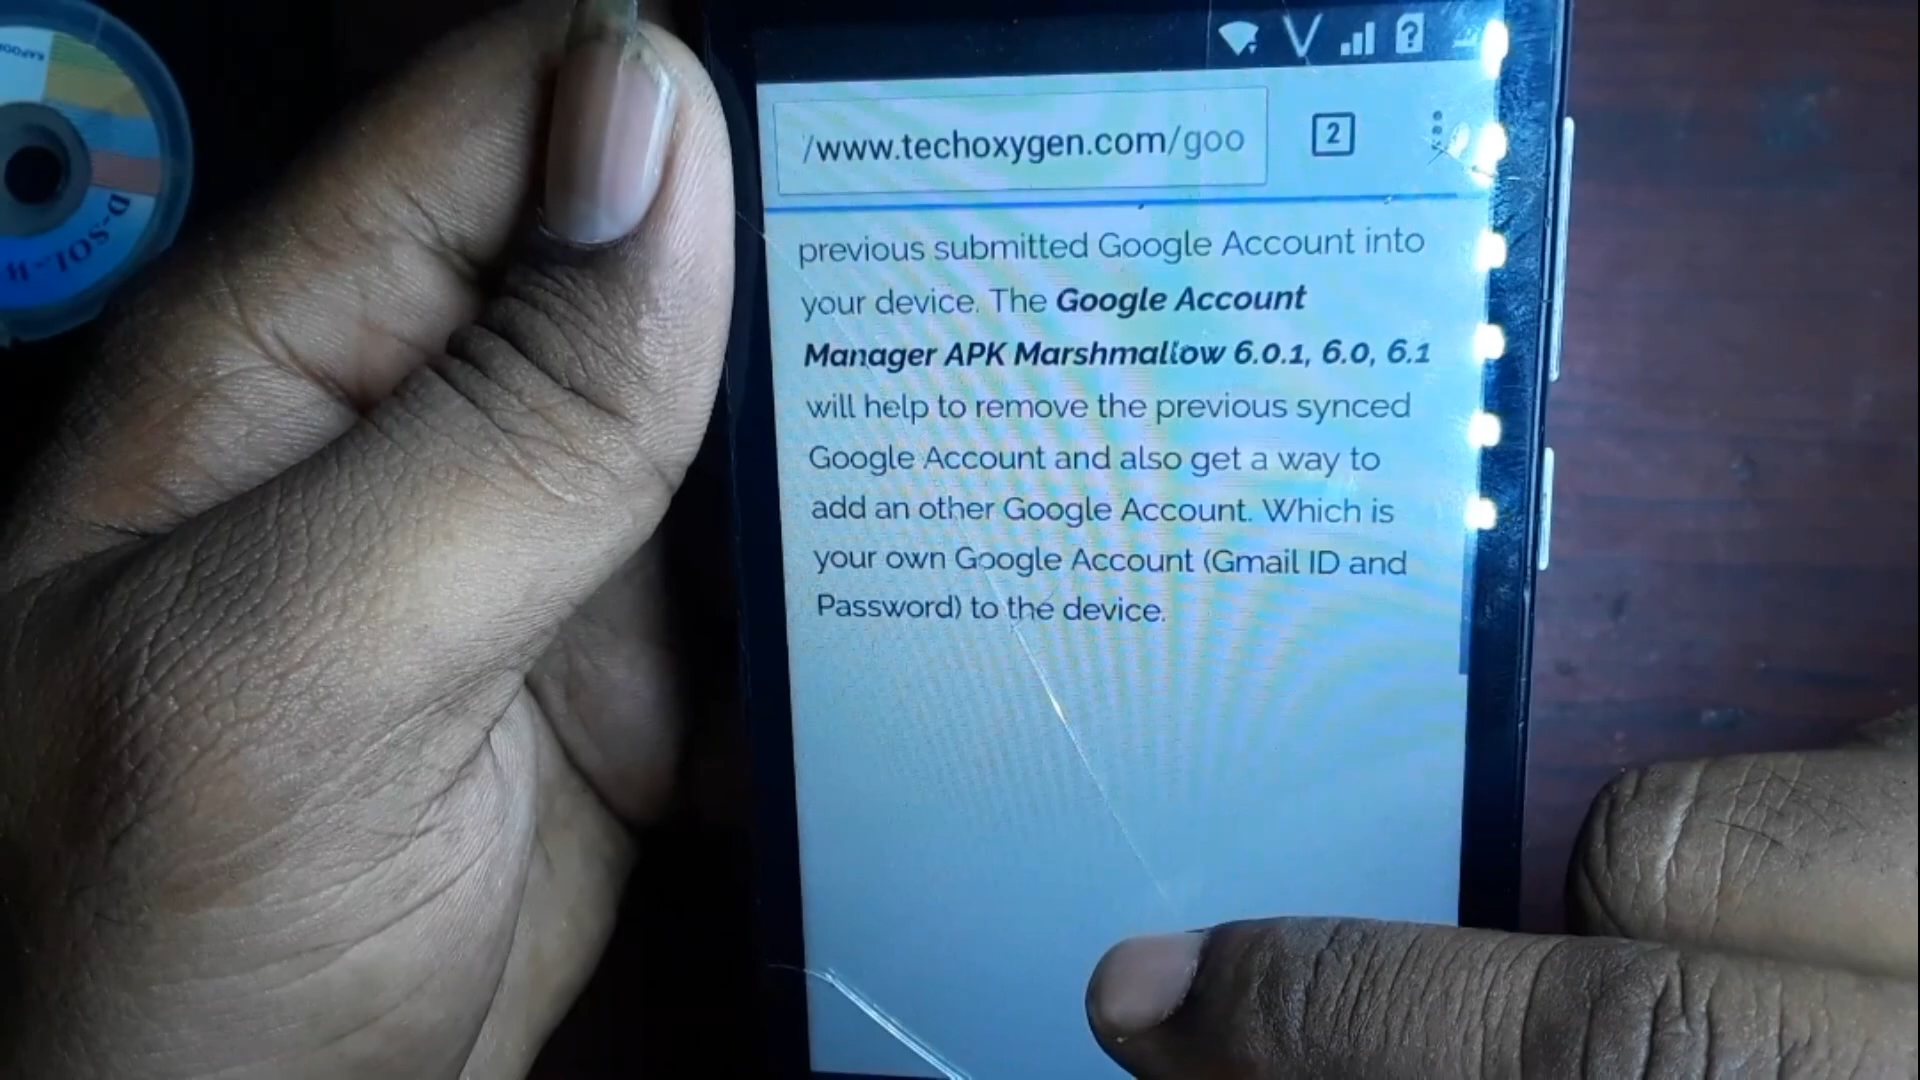 /www.techoxygen.com/goo
2
previous submitted Google Account into
your device. The Google Account
Manager APK Marshmallow 6.0.1, 6.0, 6.1
will help to remove the previous synced
Google Account and also get a way to
add an other Google Account. Which is
your own Google Account (Gmail ID and
Password) to the device.
D-SOL-W